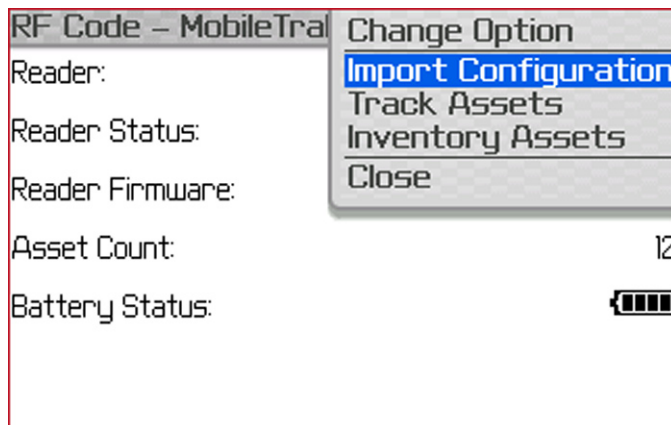 RF Code – MobileTra
Change Option
Import Configuration
Track Assets
Inventory Assets
Close
Reader:
Reader Status:
Reader Firmware:
Asset Count: 12
Battery Status: